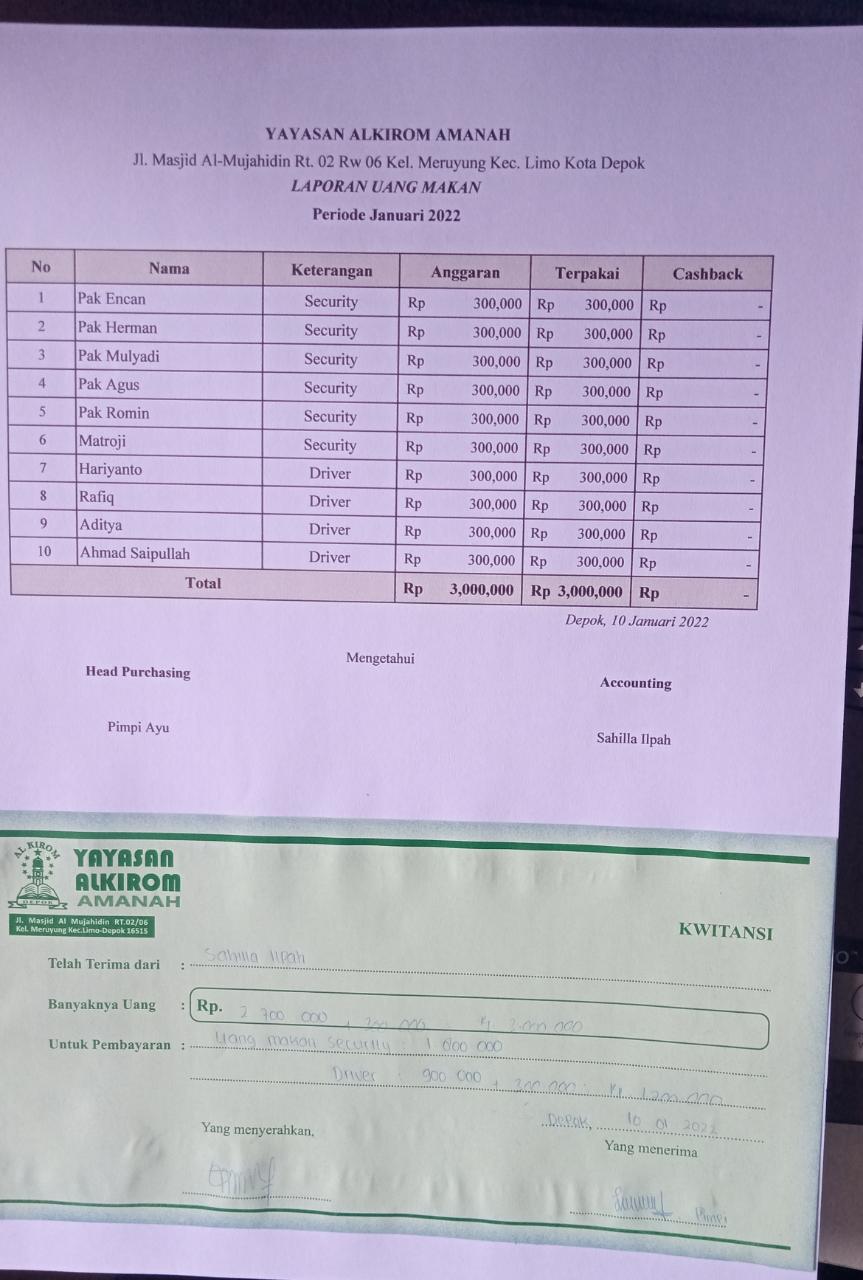 YAYASAN ALKIROM AMANAH
Jl. Masjid Al-Mujahidin Rt. 02 Rw 06 Kel. Meruyung Kec. Limo Kota Depok
LAPORAN UANG MAKAN
Periode Januari 2022
No Nama Keterangan Anggaran Terpakai Cashback
1 Pak Encan Security Rp 300,000 Rp 300,000 Rp -
2 Pak Herman Security Rp 300,000 Rp 300,000 Rp -
3 Pak Mulyadi Security Rp 300,000 Rp 300,000 Rp -
4 Pak Agus Security Rp 300,000 Rp 300,000 Rp -
5 Pak Romin Security Rp 300,000 Rp 300,000 Rp -
6 Matroji Security Rp 300,000 Rp 300,000 Rp -
7 Hariyanto Driver Rp 300,000 Rp 300,000 Rp -
8 Rafiq Driver Rp 300,000 Rp 300,000 Rp -
9 Aditya Driver Rp 300,000 Rp 300,000 Rp -
10 Ahmad Saipullah Driver Rp 300,000 Rp 300,000 Rp -
Total Rp 3,000,000 Rp 3,000,000 Rp -
Depok, 10 Januari 2022
Mengetahui
Head Purchasing Accounting
Pimpi Ayu Sahilla Ilpah
AL KIROM
DEPOK
YAYASAN
ALKIROM
AMANAH
Jl. Masjid Al Mujahidin RT.02/06
Kel. Meruyung Kec.Limo-Depok 16515
KWITANSI
Telah Terima dari : Sahilla Ilpah
Banyaknya Uang : Rp. 2 700 000 + 300 000 : Rp 3.000.000
Untuk Pembayaran : Uang makan security : 1 800 000
Driver : 900 000 + 300.000 : Rp 1.200.000
Depok, 10 01 2022
Yang menyerahkan, Yang menerima
Pimpi